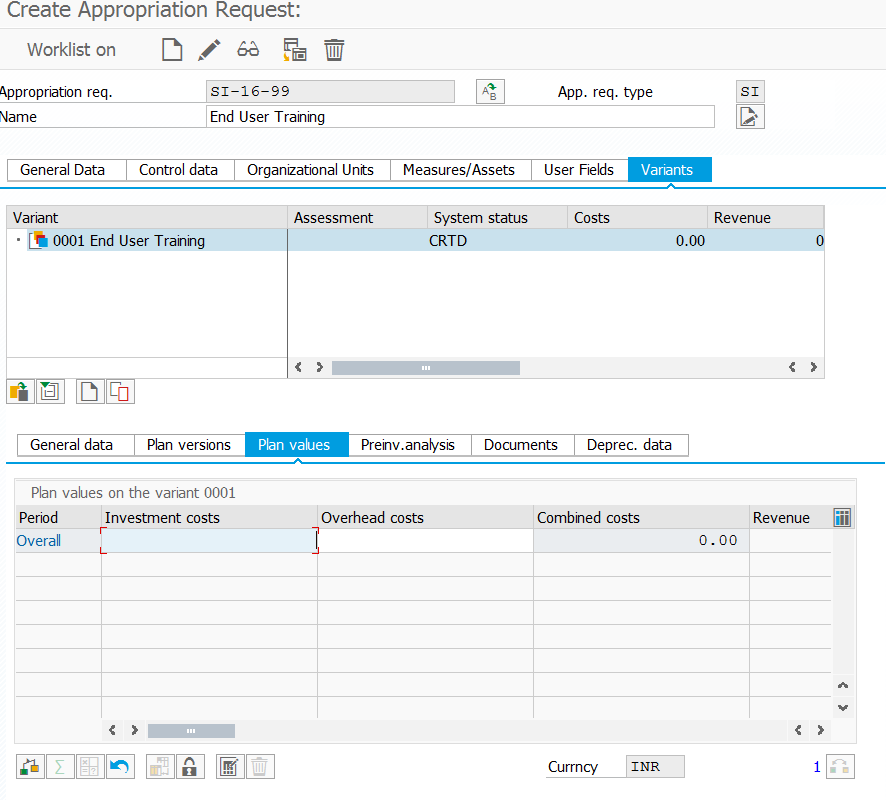 Create Appropriation Request:
Worklist on
Appropriation req. SI-16-99 App. req. type SI
Name End User Training
General Data Control data Organizational Units Measures/Assets User Fields Variants
Variant Assessment System status Costs Revenue
0001 End User Training CRTD 0.00 0
General data Plan versions Plan values Preinv.analysis Documents Deprec. data
Plan values on the variant 0001
Period Investment costs Overhead costs Combined costs Revenue
Overall 0.00
Currncy INR 1